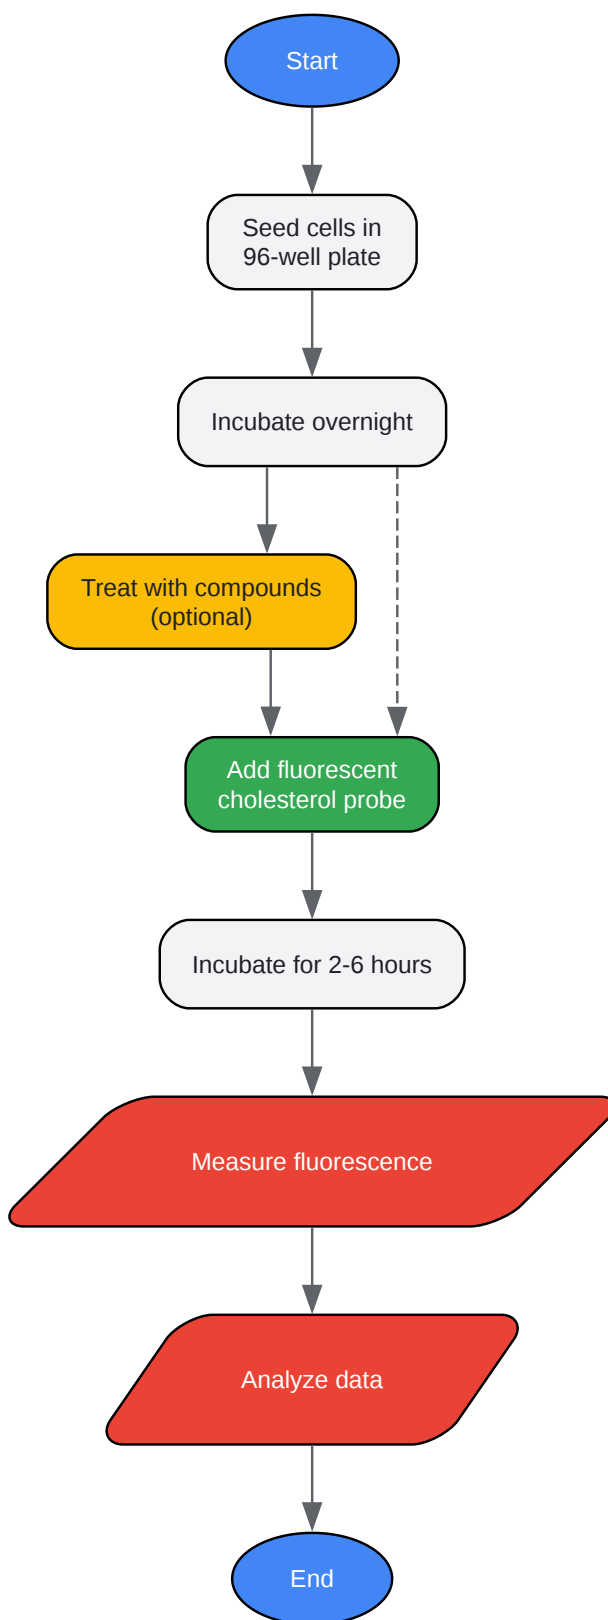 Start
Seed cells in
96-well plate
Incubate overnight
Treat with compounds
(optional)
Add fluorescent
cholesterol probe
Incubate for 2-6 hours
Measure fluorescence
Analyze data
End